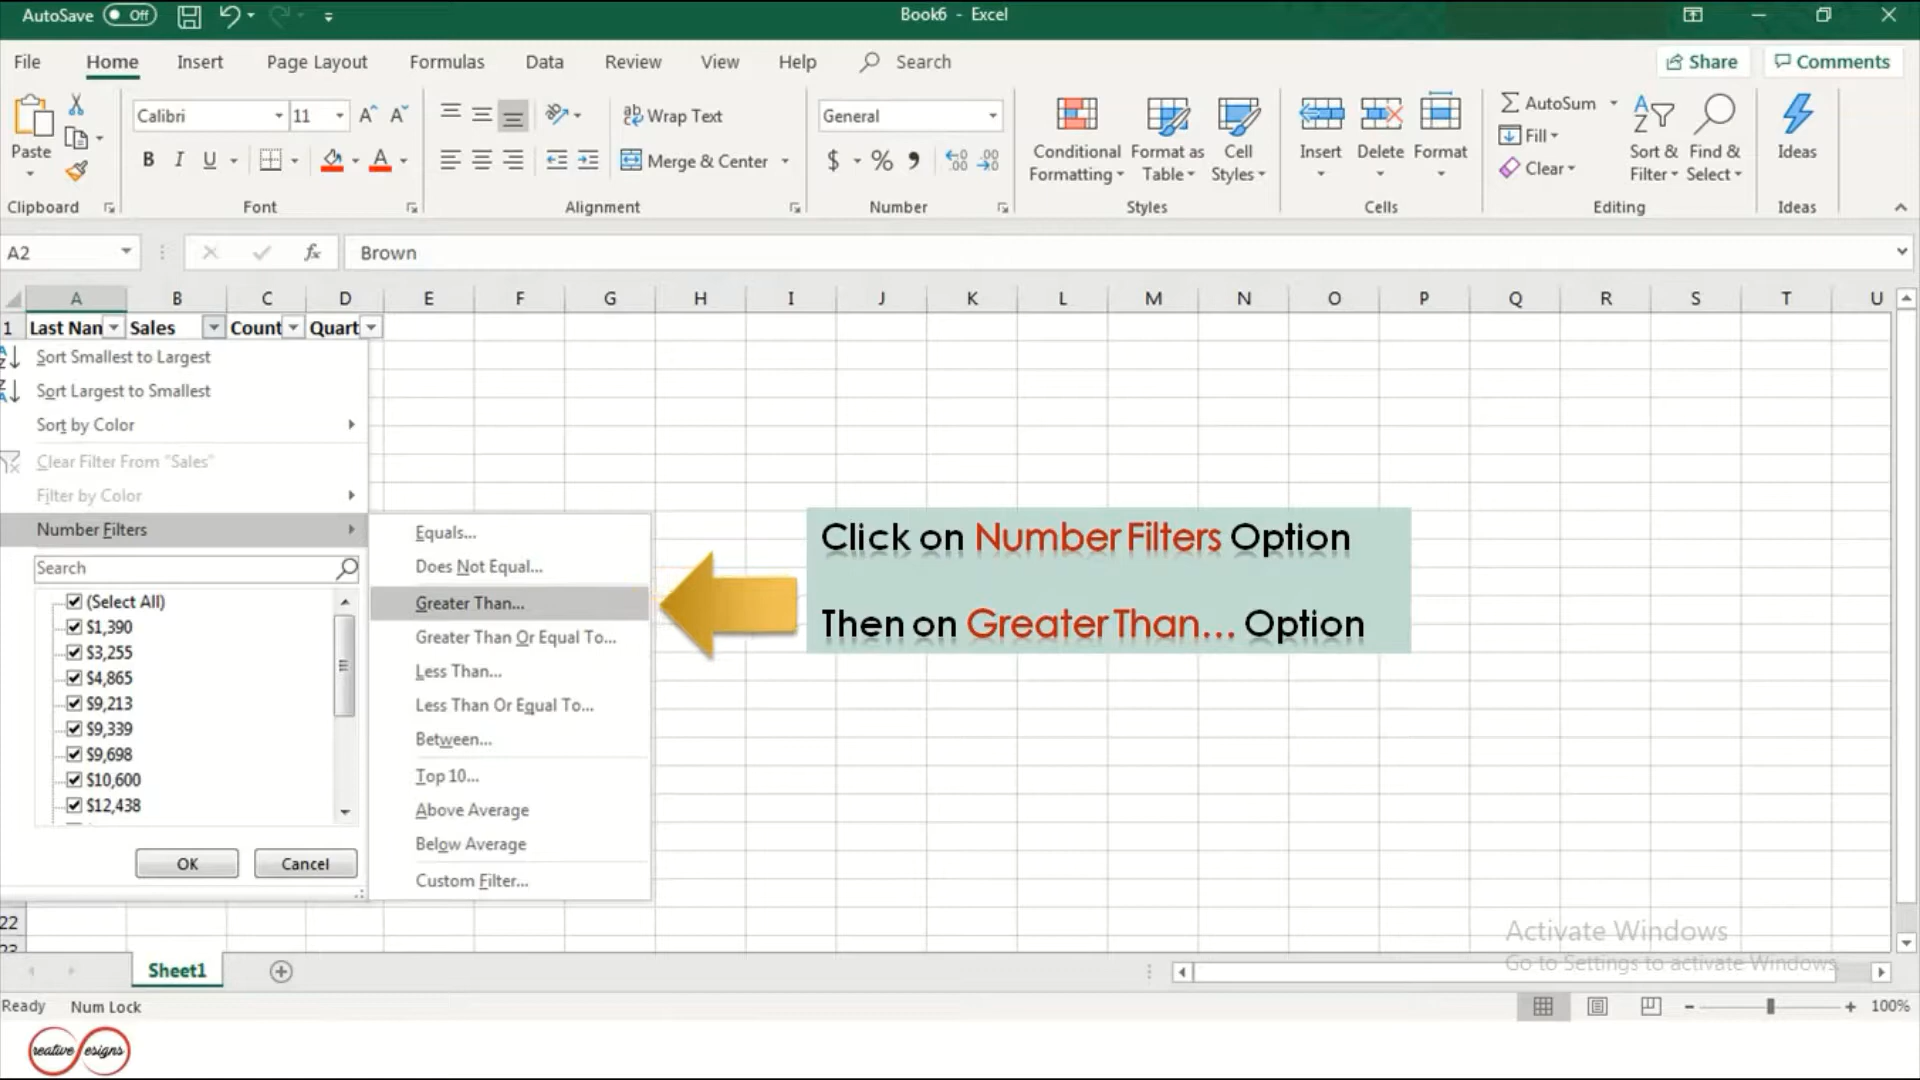 AutoSave Off
Book6 - Excel
File Home Insert Page Layout Formulas Data Review View Help Search
Share Comments
Calibri 11
Wrap Text
General
AutoSum
Fill
Clear
Paste
B I U
Merge & Center
$ % 9
Conditional Formatting
Format as Table
Cell Styles
Insert Delete Format
Sort & Filter
Find & Select
Ideas
Clipboard Font Alignment Number Styles Cells Editing Ideas
A2 fx Brown
A B C D E F G H I J K L M N O P Q R S T U
1 Last Nan Sales Count Quart
Sort Smallest to Largest
Sort Largest to Smallest
Sort by Color
Clear Filter From "Sales"
Filter by Color
Number Filters
Search
(Select All)
$1,390
$3,255
$4,865
$9,213
$9,339
$9,698
$10,600
$12,438
OK Cancel
Equals...
Does Not Equal...
Greater Than...
Greater Than Or Equal To...
Less Than...
Less Than Or Equal To...
Between...
Top 10...
Above Average
Below Average
Custom Filter...
Click on Number Filters Option
Then on Greater Than... Option
22
Activate Windows
Go to Settings to activate Windows.
Sheet1
Ready Num Lock
100%
reative esigns